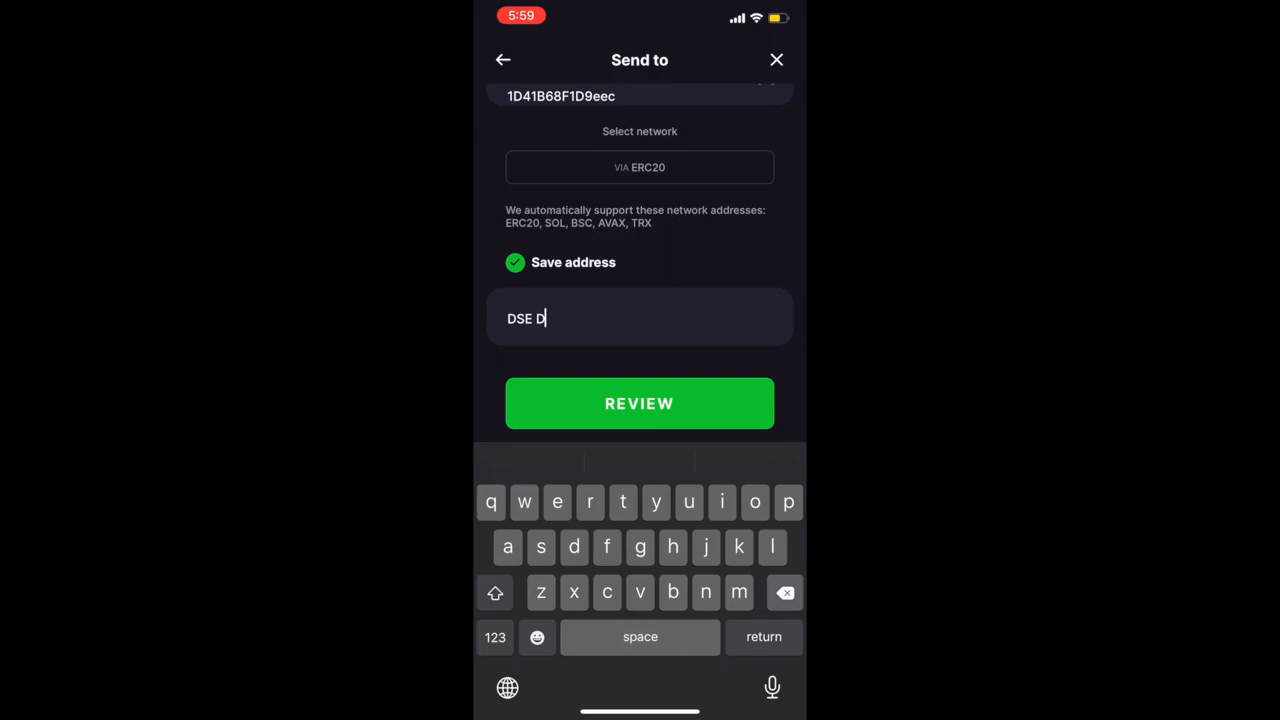 5:59
Send to
1D41B68F1D9eec
Select network
VIA ERC20
We automatically support these network addresses:
ERC20, SOL, BSC, AVAX, TRX
Save address
DSE D
REVIEW
q w e r t y u i o p
a s d f g h j k l
z x c v b n m
123 space return